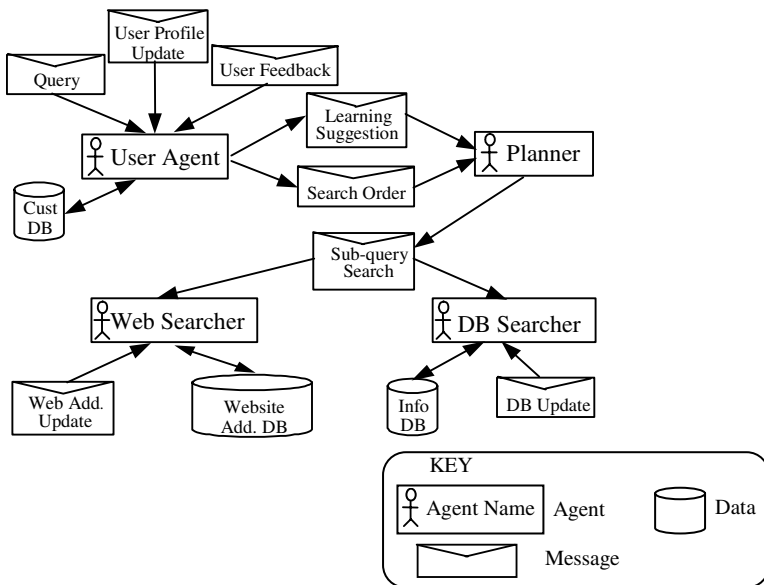 User Profile
Update
Query
User Feedback
User Agent
Learning
Suggestion
Planner
Search Order
Cust
DB
Sub-query
Search
Web Searcher
DB Searcher
Web Add.
Update
Website
Add. DB
Info
DB
DB Update
KEY
Agent Name
Agent
Data
Message